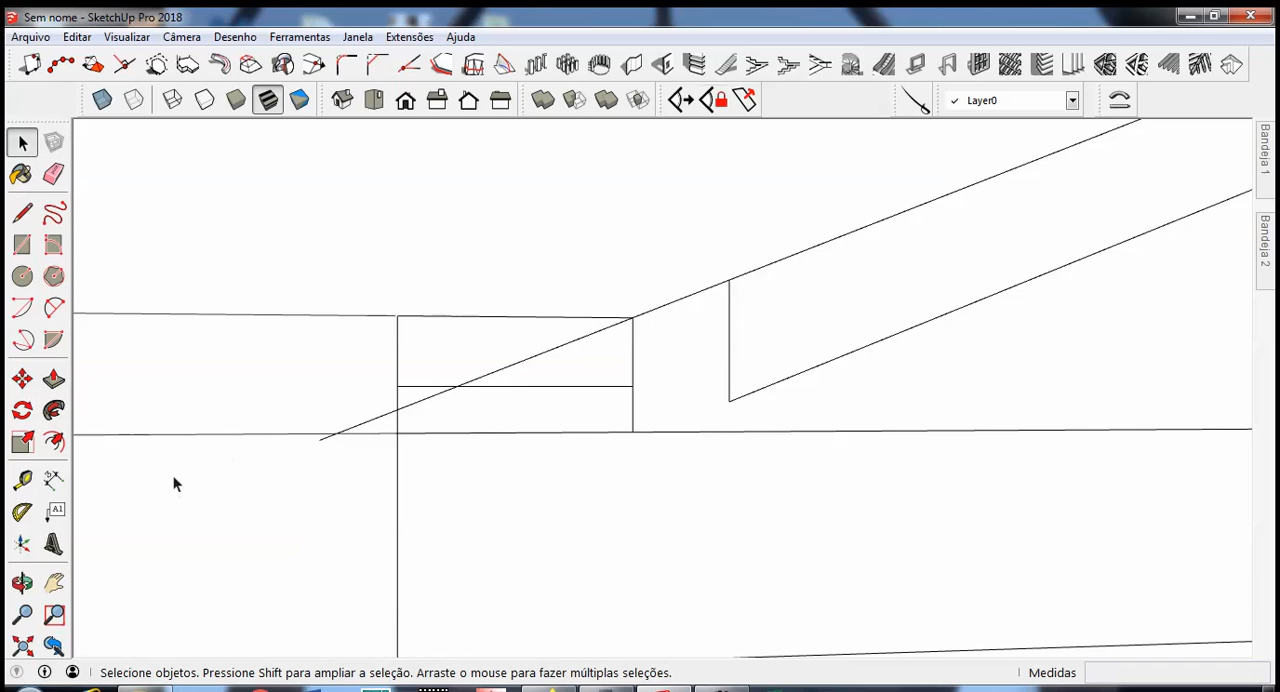 Sem nome - SketchUp Pro 2018
Arquivo Editar Visualizar Câmera Desenho Ferramentas Janela Extensões Ajuda
Layer0
Bandeja 1
Bandeja 2
A1
Selecione objetos. Pressione Shift para ampliar a seleção. Arraste o mouse para fazer múltiplas seleções.
Medidas